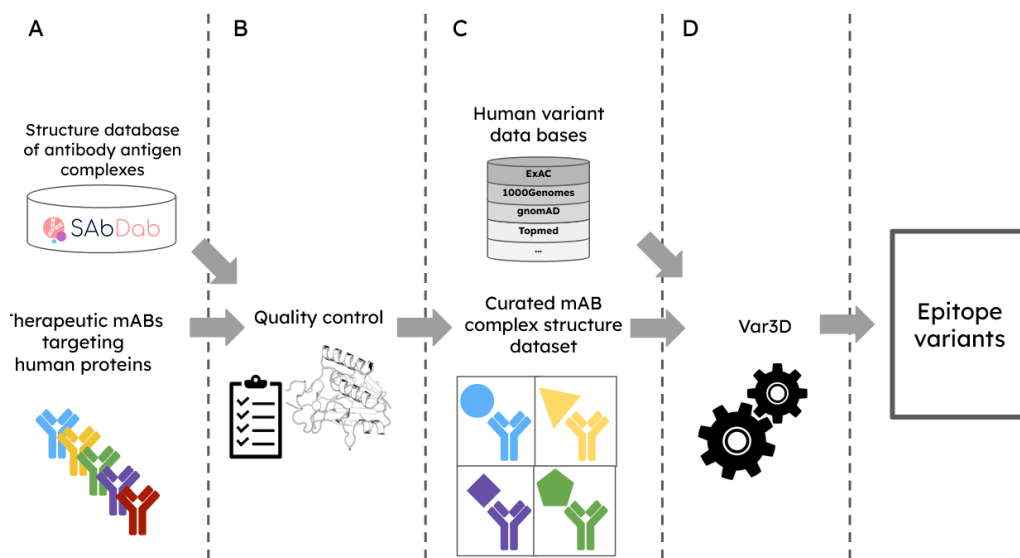 A
B
C
D
Structure database
of antibody antigen
complexes
SAbDab
Therapeutic mABs
targeting
human proteins
Quality control
Human variant
data bases
ExAC
1000Genomes
gnomAD
Topmed
...
Curated mAB
complex structure
dataset
Var3D
Epitope
variants